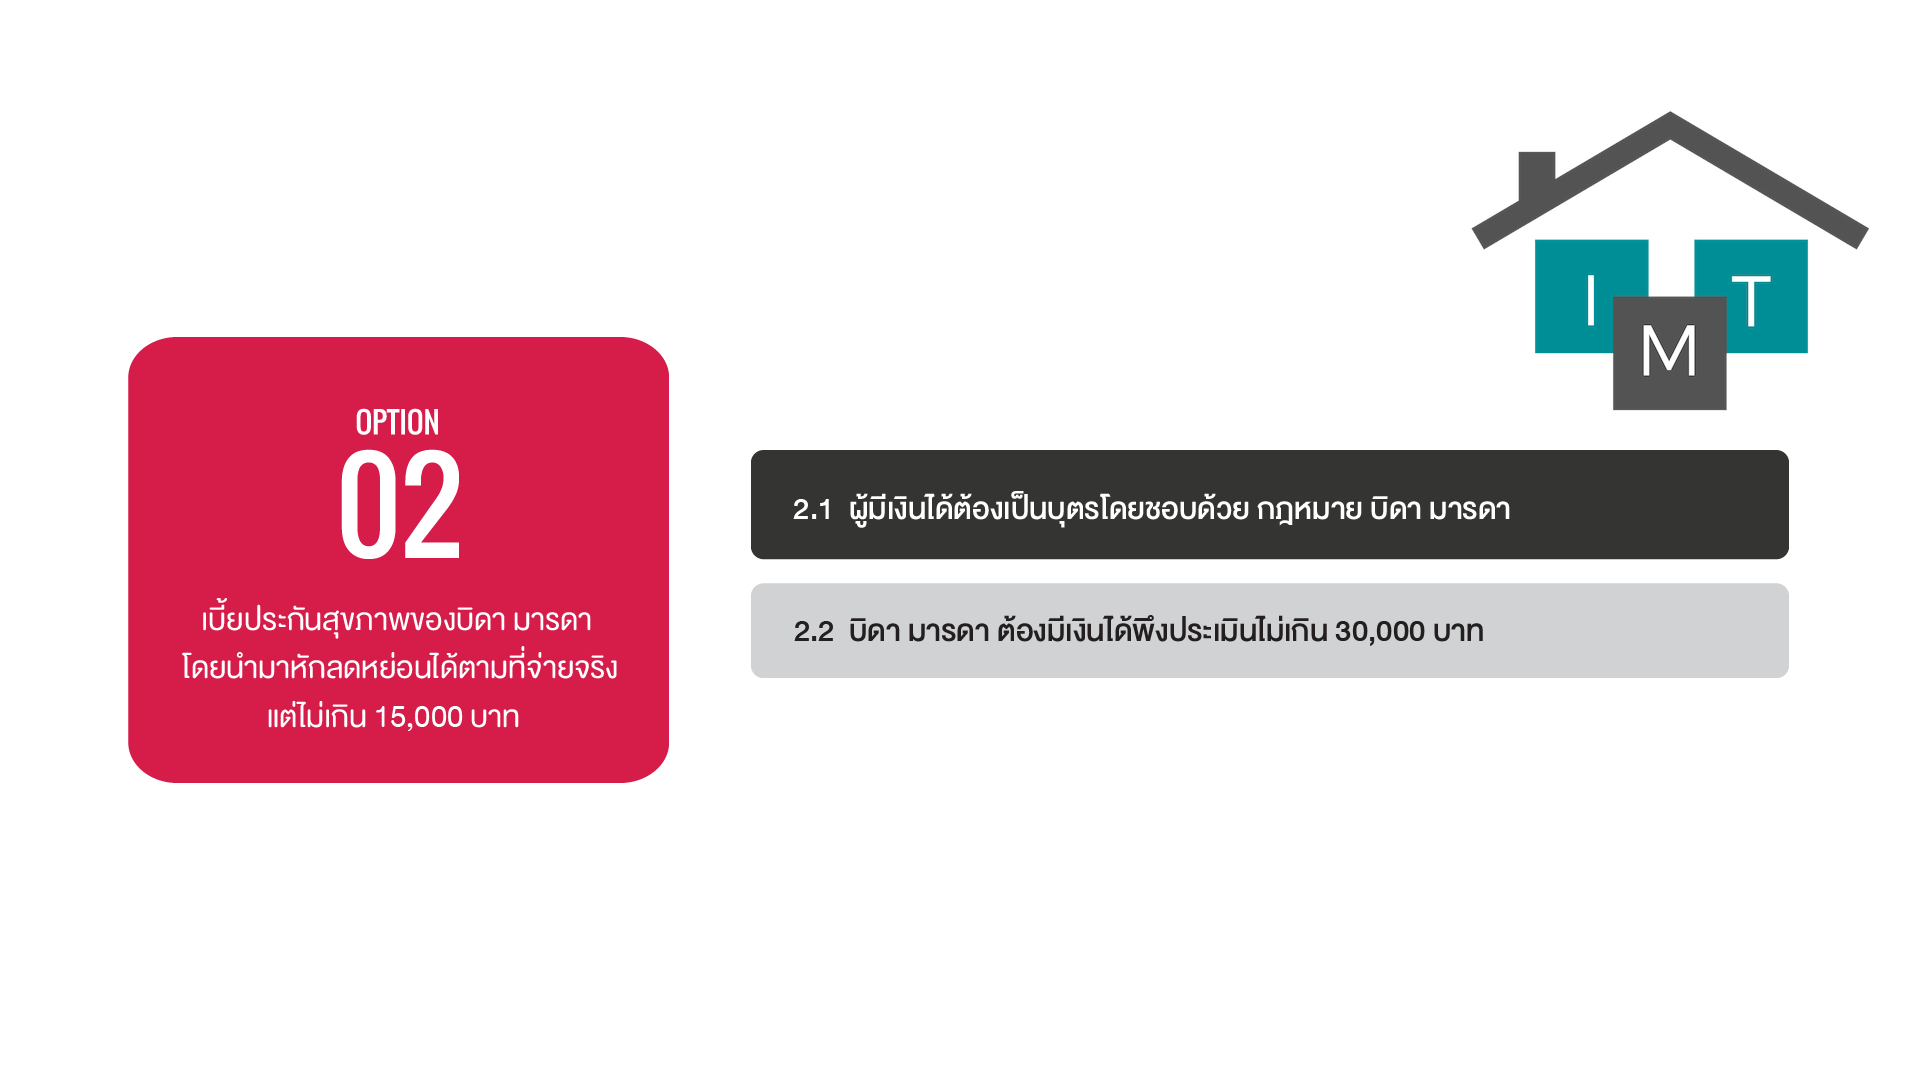 I M T
OPTION
02
เบี้ยประกันสุขภาพของบิดา มารดา
โดยนำมาหักลดหย่อนได้ตามที่จ่ายจริง
แต่ไม่เกิน 15,000 บาท
2.1 ผู้มีเงินได้ต้องเป็นบุตรโดยชอบด้วย กฎหมาย บิดา มารดา
2.2 บิดา มารดา ต้องมีเงินได้พึงประเมินไม่เกิน 30,000 บาท